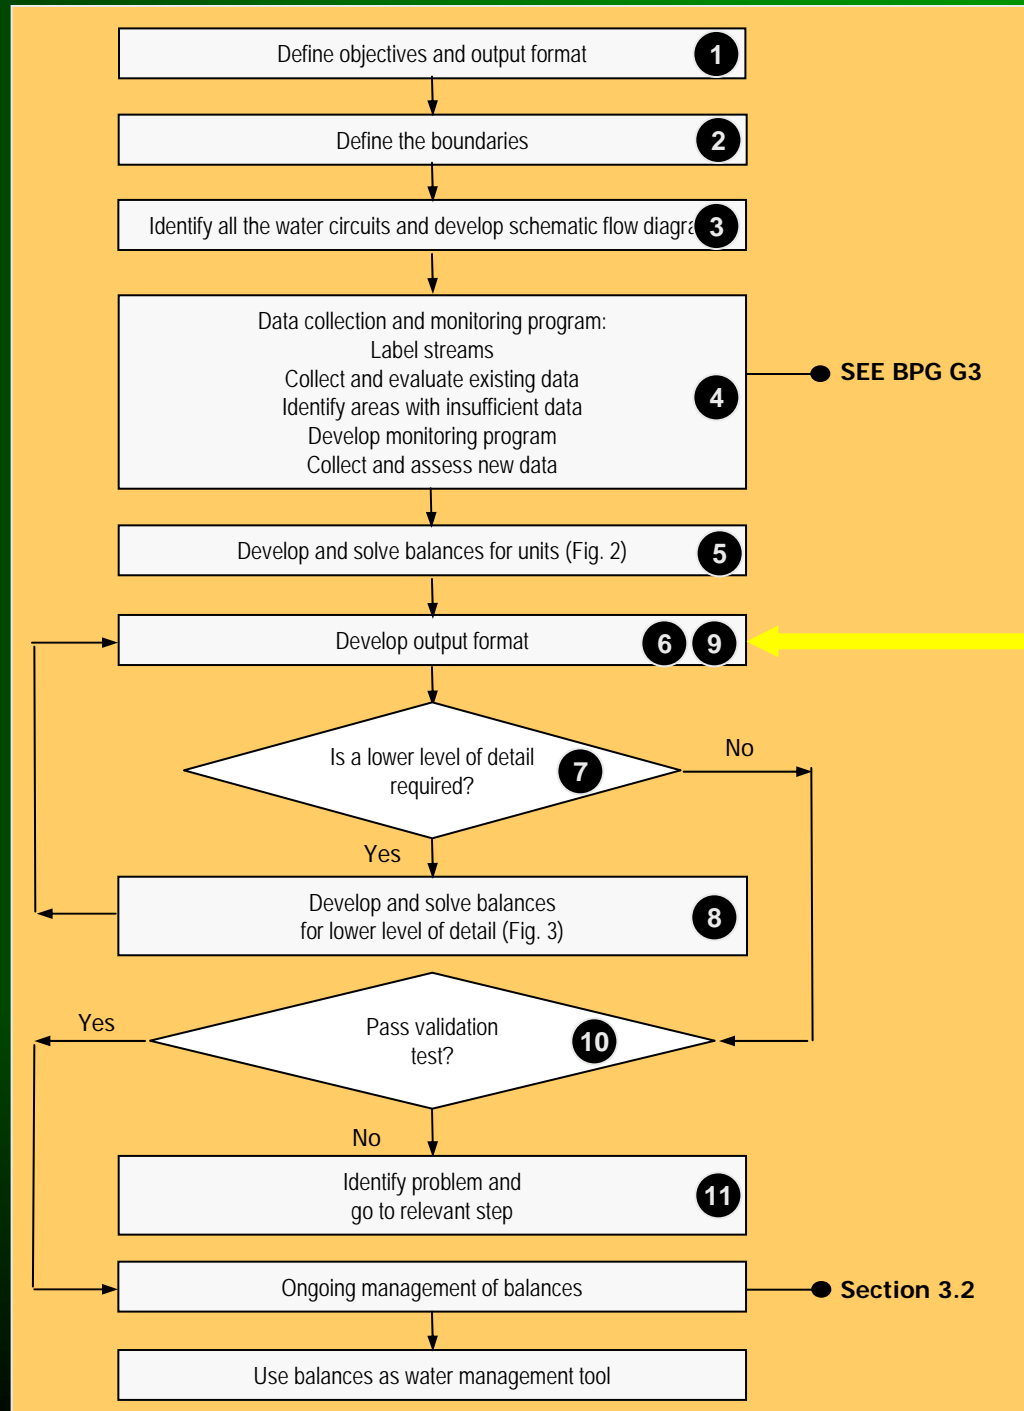 Define objectives and output format 1
Define the boundaries 2
Identify all the water circuits and develop schematic flow diagra 3
Data collection and monitoring program:
Label streams
Collect and evaluate existing data
Identify areas with insufficient data
Develop monitoring program
Collect and assess new data
4
SEE BPG G3
Develop and solve balances for units (Fig. 2) 5
Develop output format 6 9
Is a lower level of detail
required?
7
No
Yes
Develop and solve balances
for lower level of detail (Fig. 3)
8
Pass validation
test?
10
Yes
No
Identify problem and
go to relevant step
11
Ongoing management of balances
Section 3.2
Use balances as water management tool